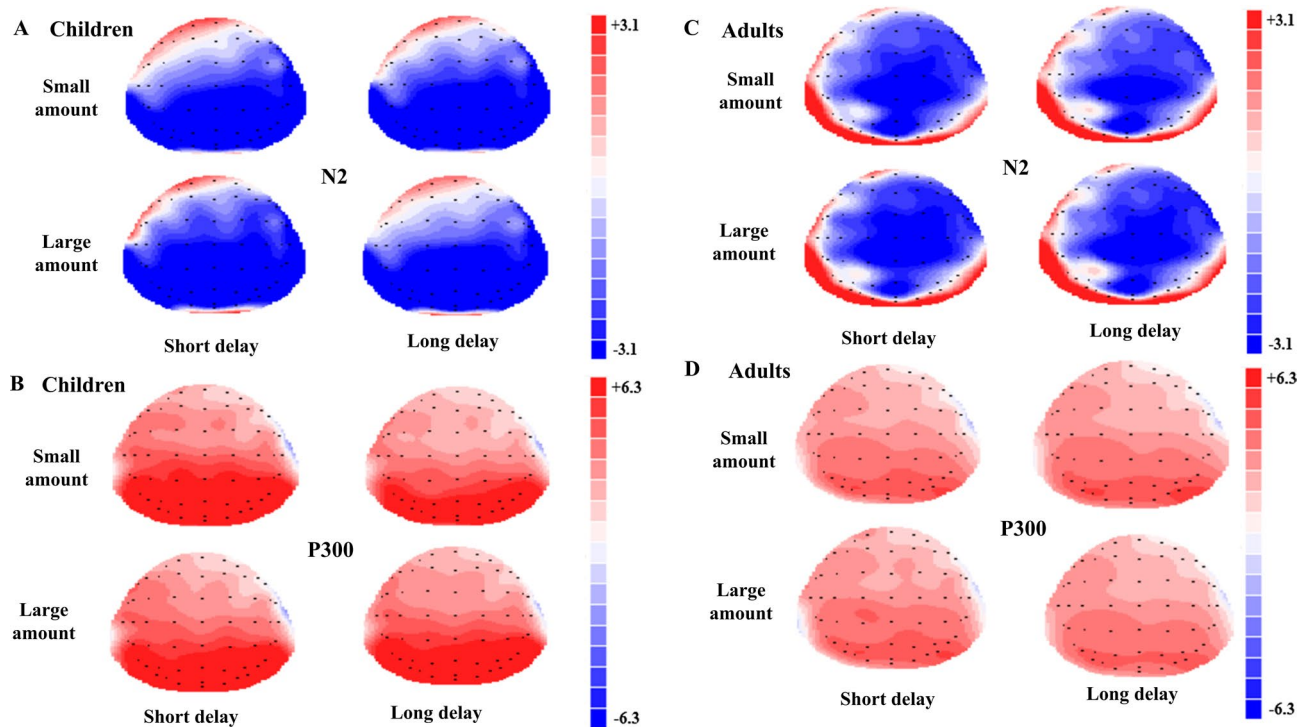 A Children
+3.1
Small
amount
N2
Large
amount
Short delay
Long delay
-3.1
C Adults
+3.1
Small
amount
N2
Large
amount
Short delay
Long delay
-3.1
B Children
+6.3
Small
amount
P300
Large
amount
Short delay
Long delay
-6.3
D Adults
+6.3
Small
amount
P300
Large
amount
Short delay
Long delay
-6.3